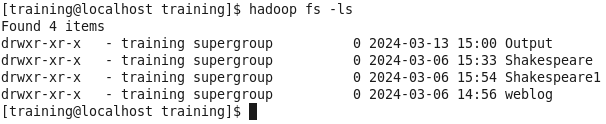 [training@localhost training]$ hadoop fs -ls
Found 4 items
drwxr-xr-x   - training supergroup          0 2024-03-13 15:00 Output
drwxr-xr-x   - training supergroup          0 2024-03-06 15:33 Shakespeare
drwxr-xr-x   - training supergroup          0 2024-03-06 15:54 Shakespeare1
drwxr-xr-x   - training supergroup          0 2024-03-06 14:56 weblog
[training@localhost training]$